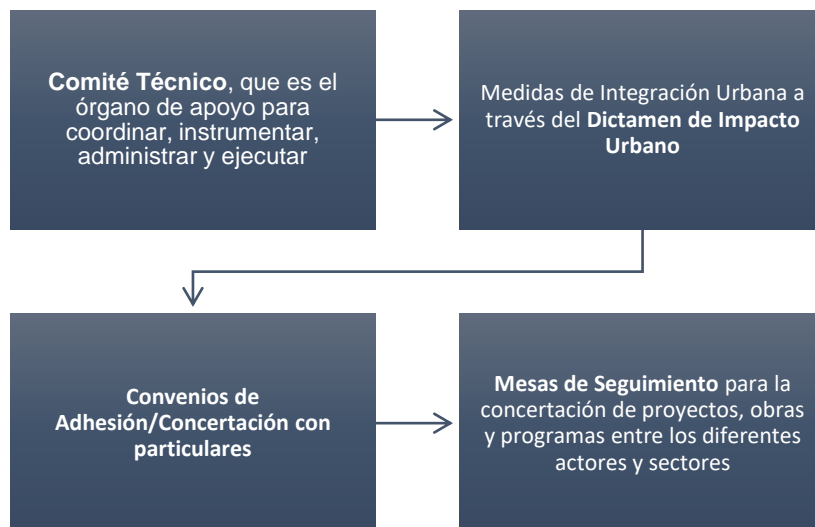 Comité Técnico, que es el
órgano de apoyo para
coordinar, instrumentar,
administrar y ejecutar
Medidas de Integración Urbana a
través del Dictamen de Impacto
Urbano
Convenios de
Adhesión/Concertación con
particulares
Mesas de Seguimiento para la
concertación de proyectos, obras
y programas entre los diferentes
actores y sectores